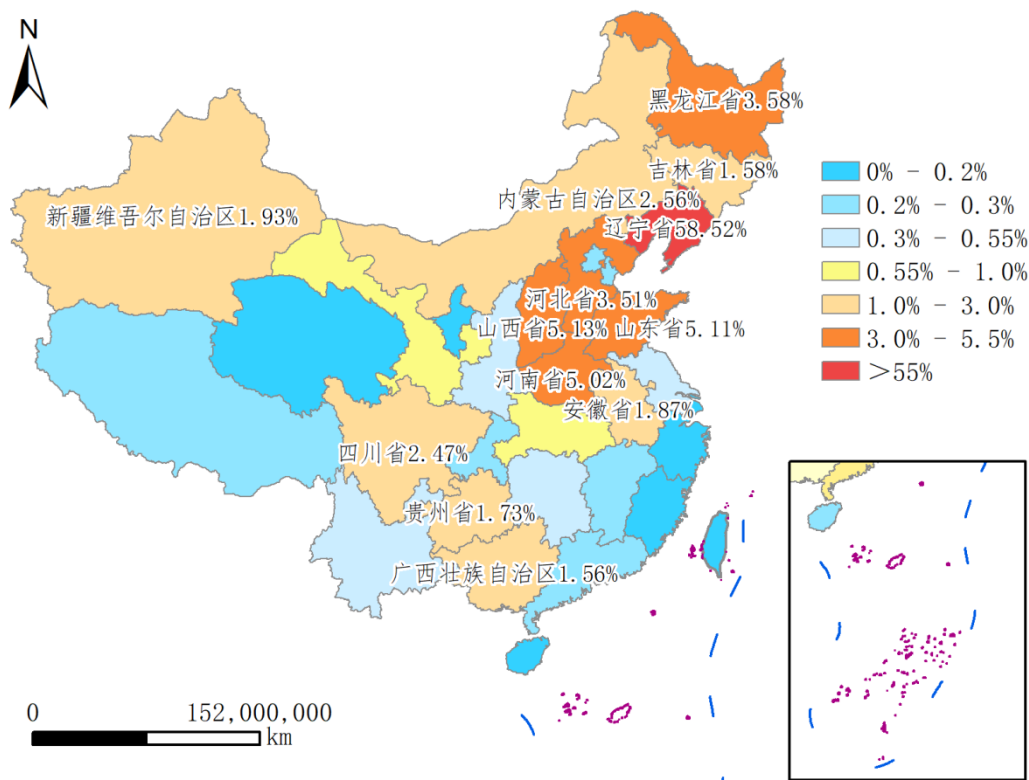 N
黑龙江省3.58%
吉林省1.58%
内蒙古自治区2.56%
新疆维吾尔自治区1.93%
辽宁省58.52%
河北省3.51%
山西省5.13%
山东省5.11%
河南省5.02%
安徽省1.87%
四川省2.47%
贵州省1.73%
广西壮族自治区1.56%
0% - 0.2%
0.2% - 0.3%
0.3% - 0.55%
0.55% - 1.0%
1.0% - 3.0%
3.0% - 5.5%
>55%
0
152,000,000
km